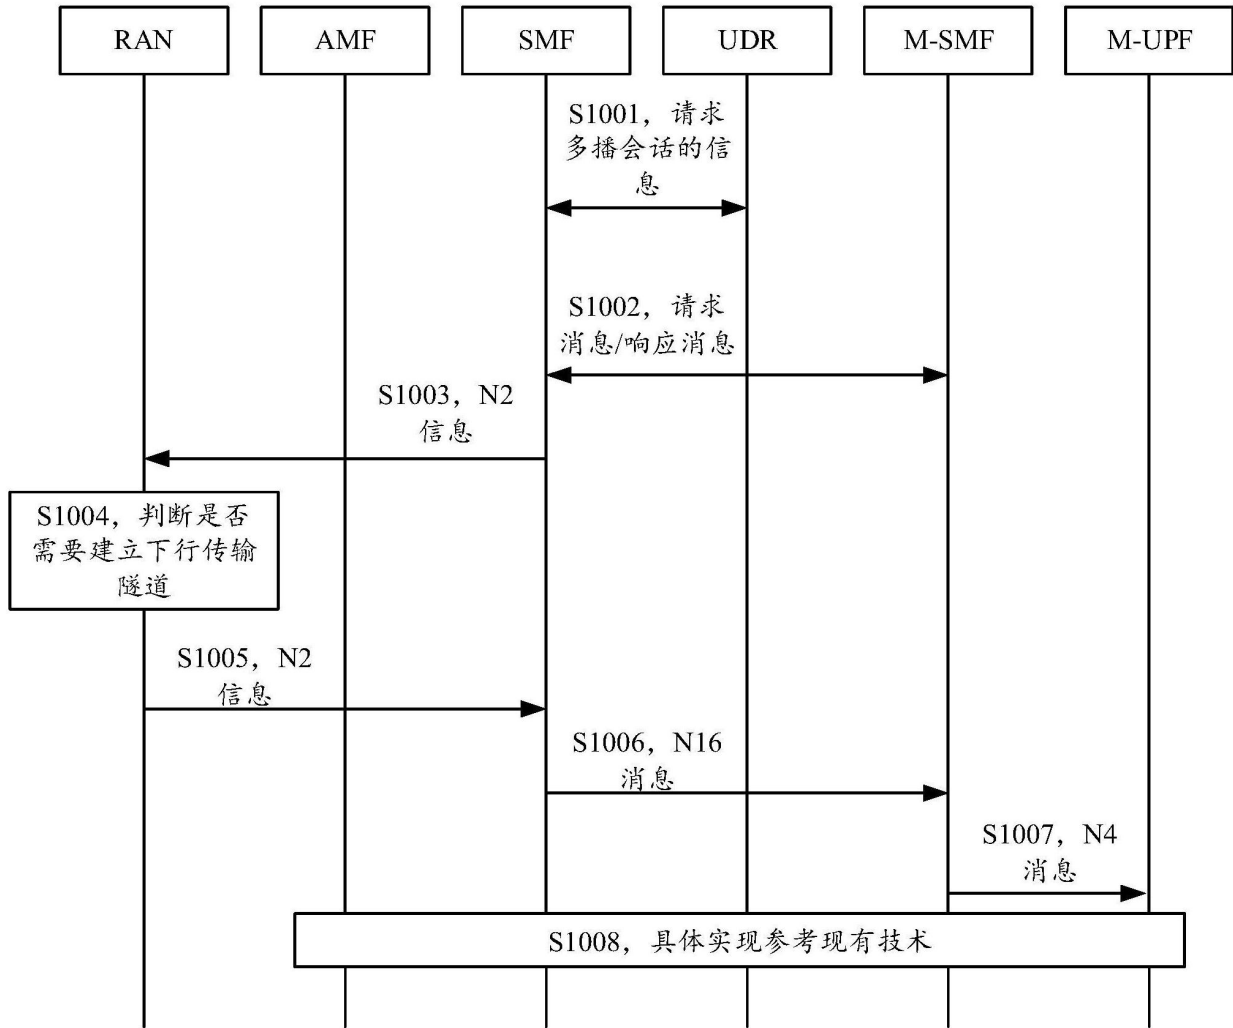 RAN
AMF
SMF
UDR
M-SMF
M-UPF
S1001，请求
多播会话的信
息
S1002，请求
消息/响应消息
S1003，N2
信息
S1004，判断是否
需要建立下行传输
隧道
S1005，N2
信息
S1006，N16
消息
S1007，N4
消息
S1008，具体实现参考现有技术